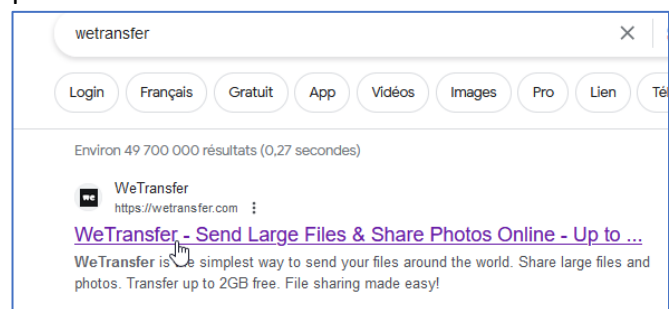 wetransfer
Login Français Gratuit App Vidéos Images Pro Lien
Environ 49 700 000 résultats (0,27 secondes)
we
WeTransfer
https://wetransfer.com
WeTransfer - Send Large Files & Share Photos Online - Up to ...
WeTransfer is the simplest way to send your files around the world. Share large files and
photos. Transfer up to 2GB free. File sharing made easy!